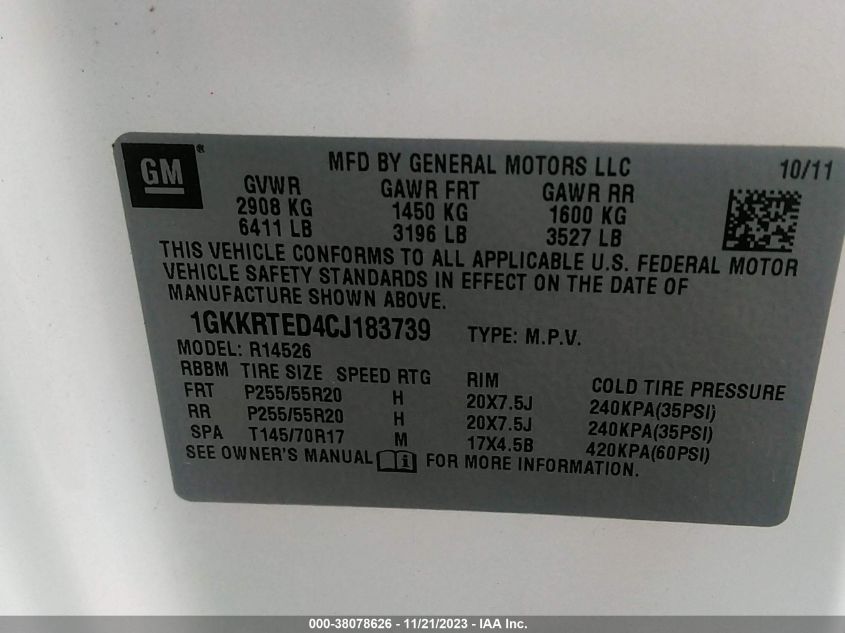 GM®
MFD BY GENERAL MOTORS LLC 10/11
GVWR GAWR FRT GAWR RR
2908 KG 1450 KG 1600 KG
6411 LB 3196 LB 3527 LB
THIS VEHICLE CONFORMS TO ALL APPLICABLE U.S. FEDERAL MOTOR
VEHICLE SAFETY STANDARDS IN EFFECT ON THE DATE OF
MANUFACTURE SHOWN ABOVE.
1GKKRTED4CJ183739 TYPE: M.P.V.
MODEL: R14526
RBBM TIRE SIZE SPEED RTG RIM COLD TIRE PRESSURE
FRT P255/55R20 H 20X7.5J 240KPA(35PSI)
RR P255/55R20 H 20X7.5J 240KPA(35PSI)
SPA T145/70R17 M 17X4.5B 420KPA(60PSI)
SEE OWNER'S MANUAL FOR MORE INFORMATION.
000-38078626 - 11/21/2023 - IAA Inc.